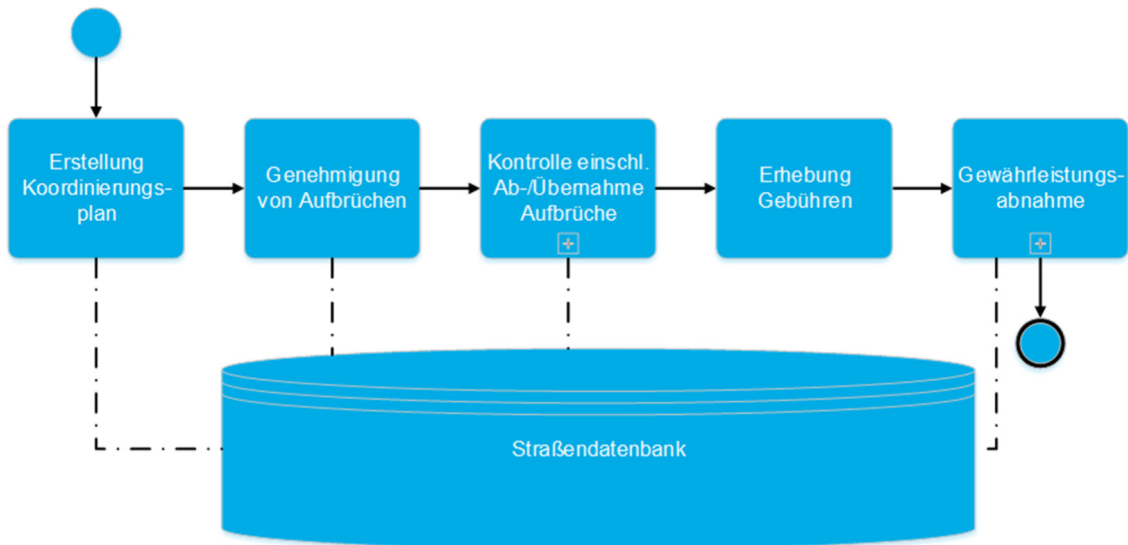 Erstellung
Koordinierungs-
plan
Genehmigung
von Aufbrüchen
Kontrolle einschl.
Ab-/Übernahme
Aufbrüche
Erhebung
Gebühren
Gewährleistungs-
abnahme
Straßendatenbank